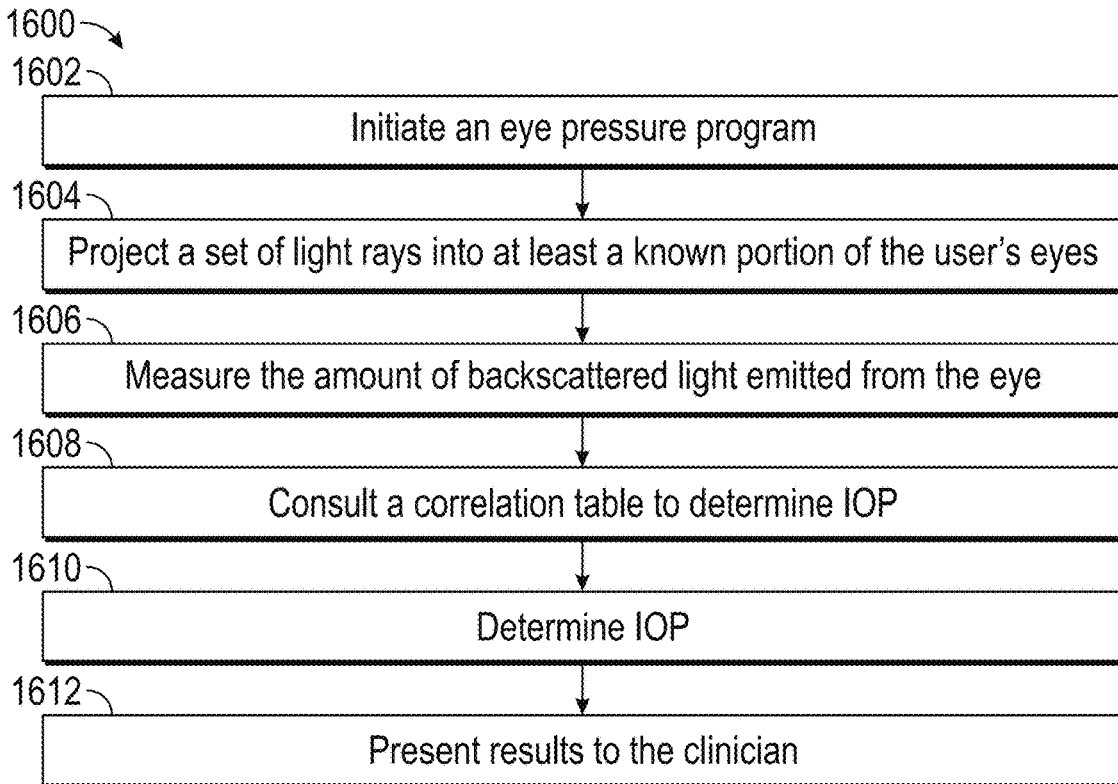 1600
1602
Initiate an eye pressure program
1604
Project a set of light rays into at least a known portion of the user's eyes
1606
Measure the amount of backscattered light emitted from the eye
1608
Consult a correlation table to determine IOP
1610
Determine IOP
1612
Present results to the clinician